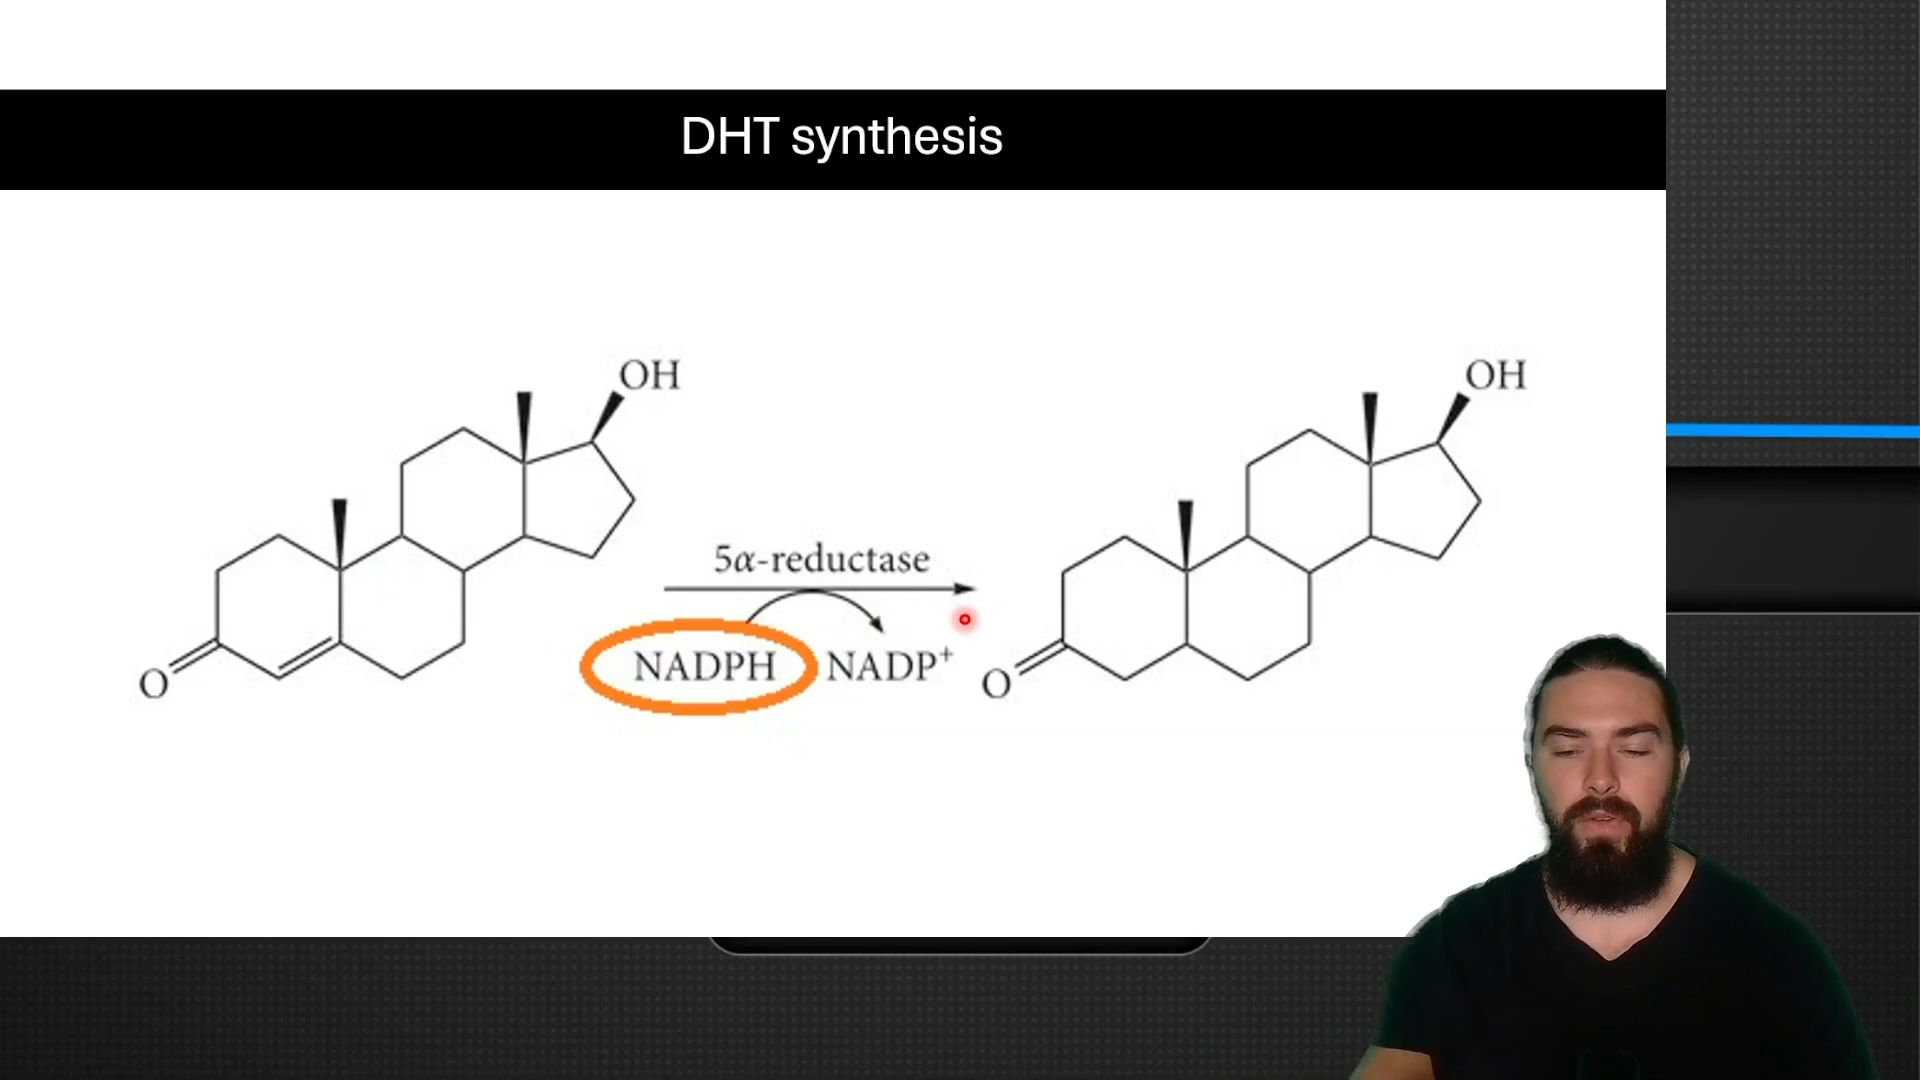 DHT synthesis
OH
OH
5α-reductase
NADPH
NADP⁺
O
O